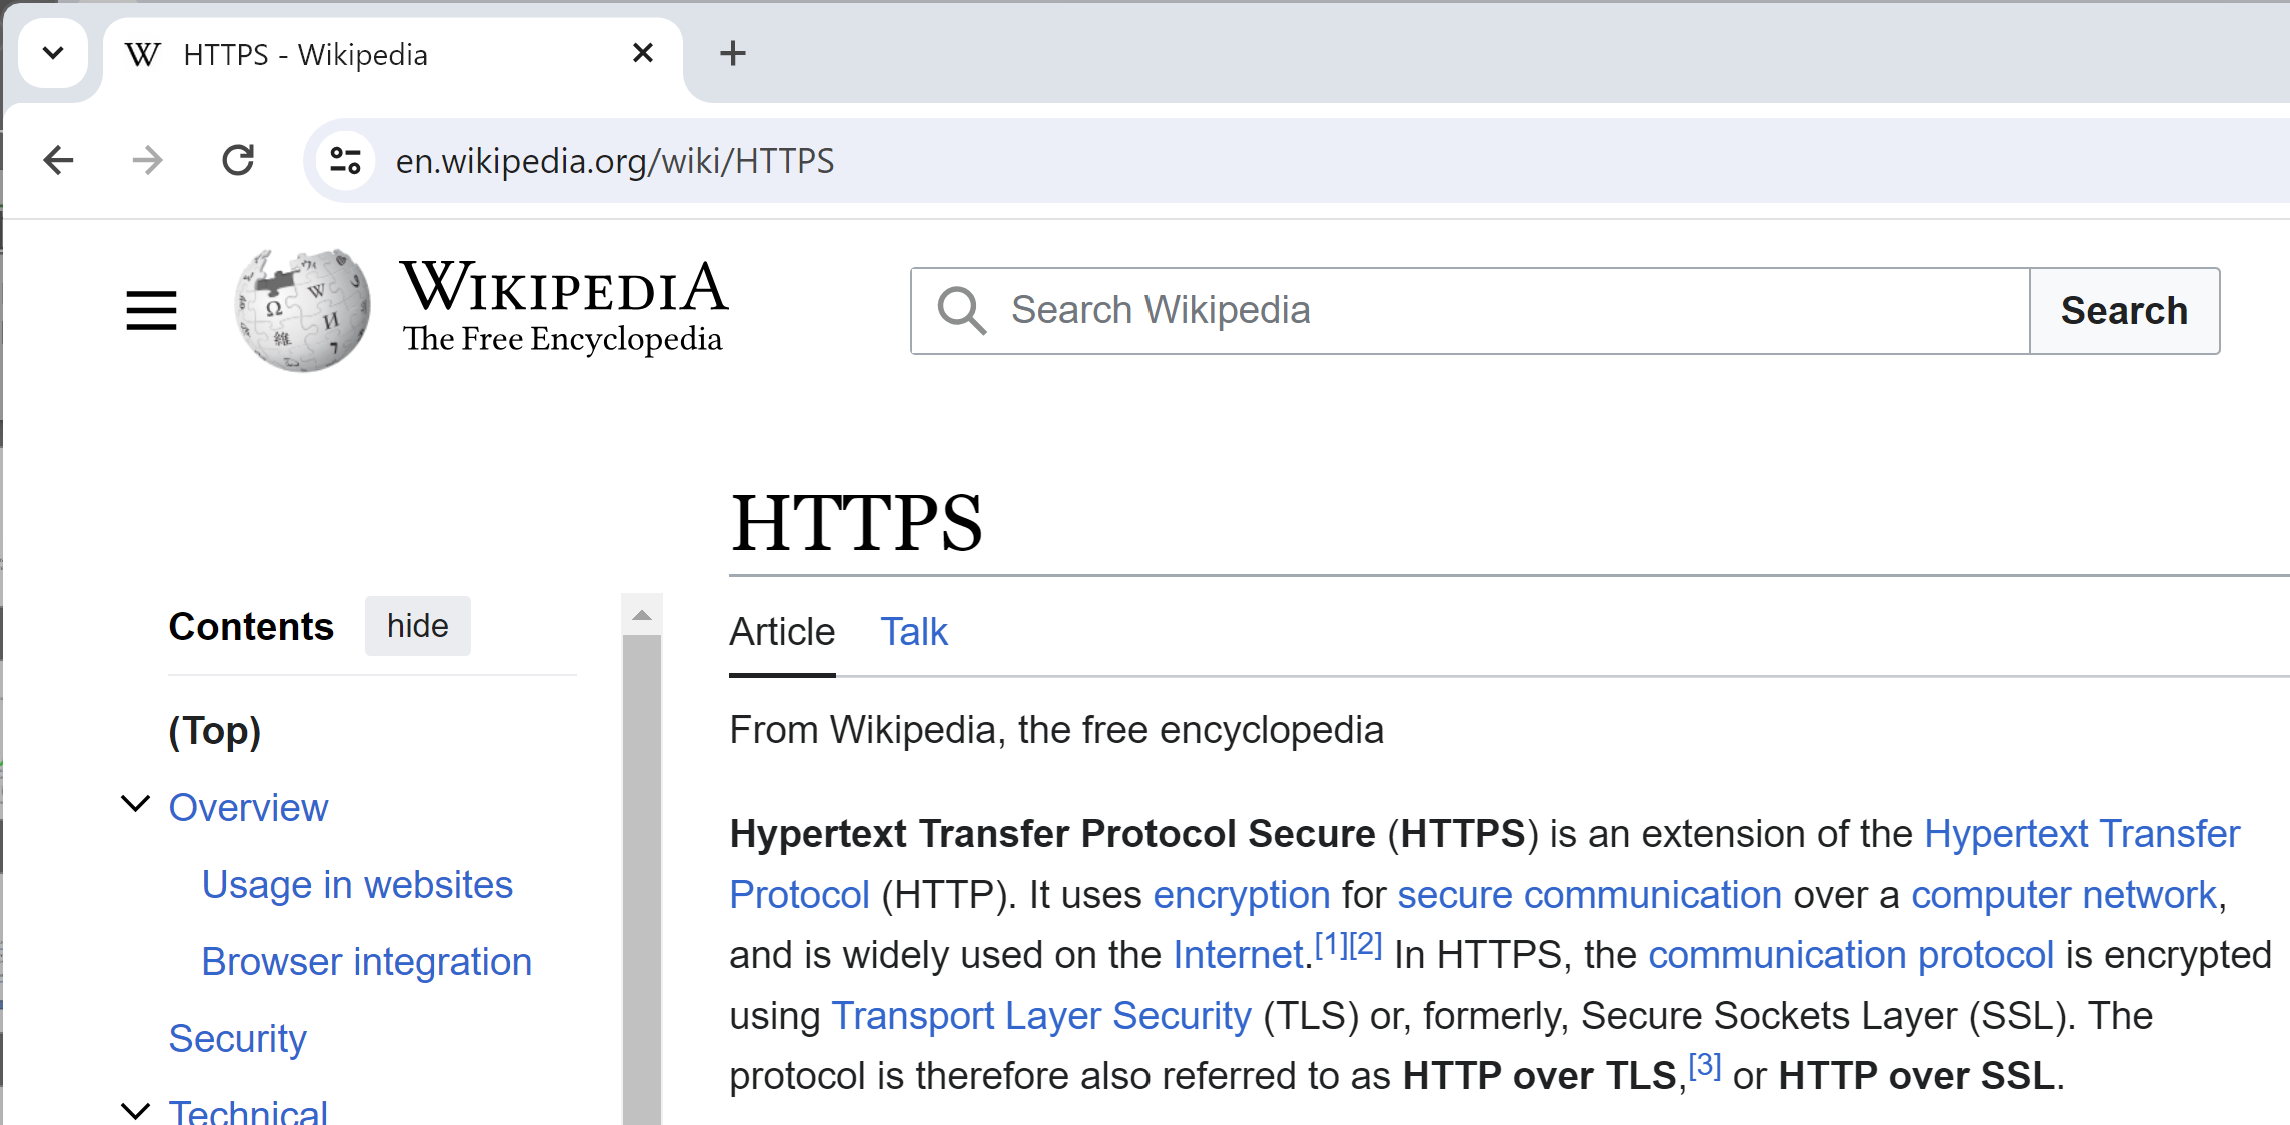 HTTPS - Wikipedia
en.wikipedia.org/wiki/HTTPS
WIKIPEDIA
The Free Encyclopedia
Search Wikipedia
Search
HTTPS
Contents
hide
(Top)
Overview
Usage in websites
Browser integration
Security
Technical
Article
Talk
From Wikipedia, the free encyclopedia
Hypertext Transfer Protocol Secure (HTTPS) is an extension of the Hypertext Transfer
Protocol (HTTP). It uses encryption for secure communication over a computer network,
and is widely used on the Internet.[1][2] In HTTPS, the communication protocol is encrypted
using Transport Layer Security (TLS) or, formerly, Secure Sockets Layer (SSL). The
protocol is therefore also referred to as HTTP over TLS,[3] or HTTP over SSL.